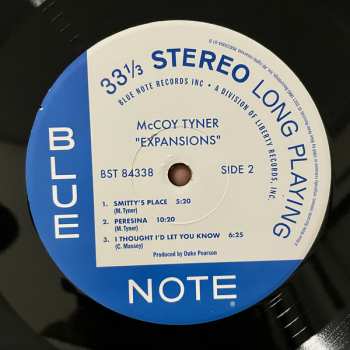 33⅓ STEREO LONG PLAYING
BLUE NOTE RECORDS INC • A DIVISION OF LIBERTY RECORDS, INC.
McCOY TYNER
"EXPANSIONS"
BST 84338 SIDE 2
1. SMITTY'S PLACE 5:20
(M. Tyner)
2. PERESINA 10:20
(M. Tyner)
3. I THOUGHT I'D LET YOU KNOW 6:25
(C. Massey)
Produced by Duke Pearson
BLUE
NOTE